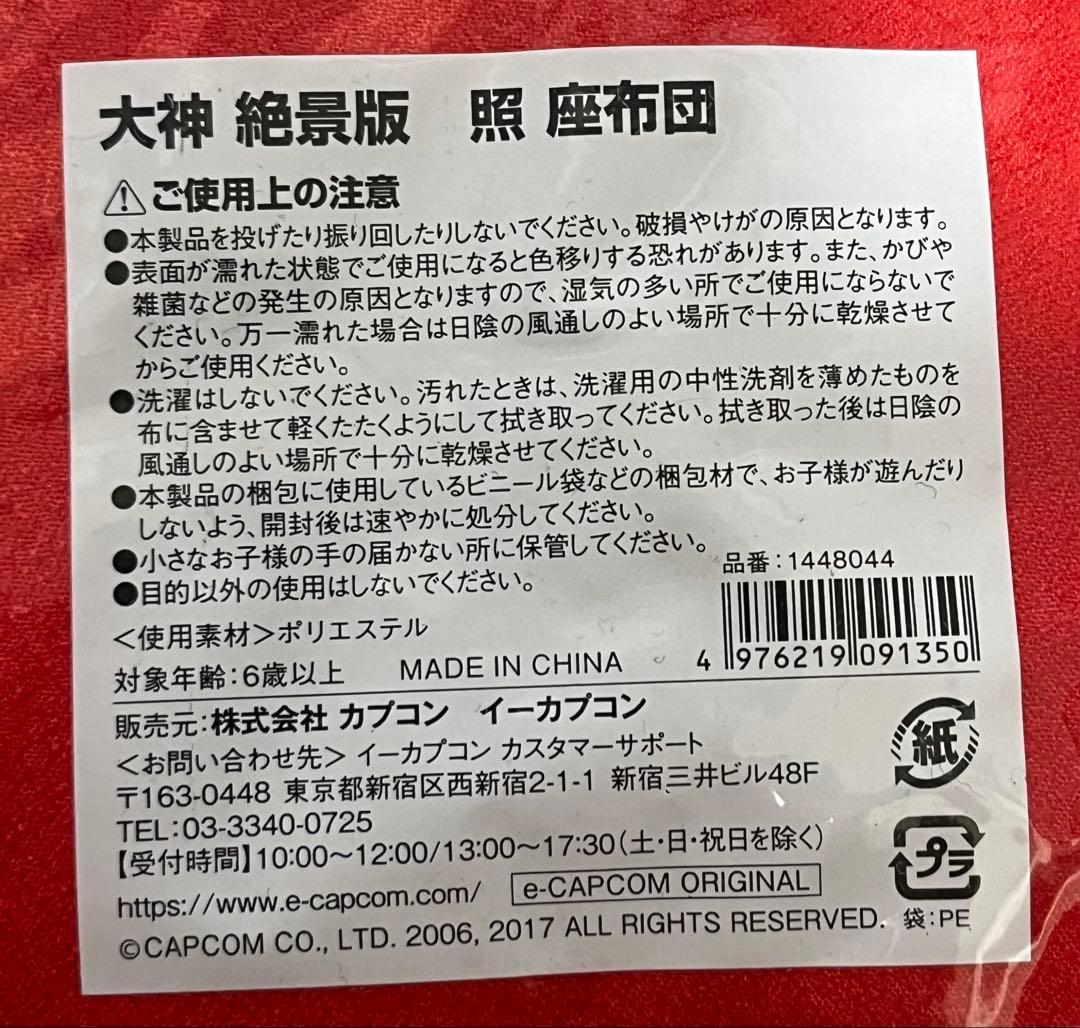 大神 絶景版　照 座布団
⚠ご使用上の注意
●本製品を投げたり振り回したりしないでください。破損やけがの原因となります。
●表面が濡れた状態でご使用になると色移りする恐れがあります。また、かびや
雑菌などの発生の原因となりますので、湿気の多い所でご使用にならないで
ください。万一濡れた場合は日陰の風通しのよい場所で十分に乾燥させて
からご使用ください。
●洗濯はしないでください。汚れたときは、洗濯用の中性洗剤を薄めたものを
布に含ませて軽くたたくようにして拭き取ってください。拭き取った後は日陰の
風通しのよい場所で十分に乾燥させてください。
●本製品の梱包に使用しているビニール袋などの梱包材で、お子様が遊んだり
しないよう、開封後は速やかに処分してください。
●小さなお子様の手の届かない所に保管してください。
●目的以外の使用はしないでください。
品番：1448044
4 976219 091350
＜使用素材＞ポリエステル
対象年齢：6歳以上　MADE IN CHINA
販売元：株式会社 カプコン　イーカプコン
＜お問い合わせ先＞ イーカプコン カスタマーサポート
〒163-0448 東京都新宿区西新宿2-1-1 新宿三井ビル48F
TEL：03-3340-0725
【受付時間】10:00～12:00/13:00～17:30（土・日・祝日を除く）
https://www.e-capcom.com/　e-CAPCOM ORIGINAL
©CAPCOM CO., LTD. 2006, 2017 ALL RIGHTS RESERVED.
紙
プラ
袋：PE